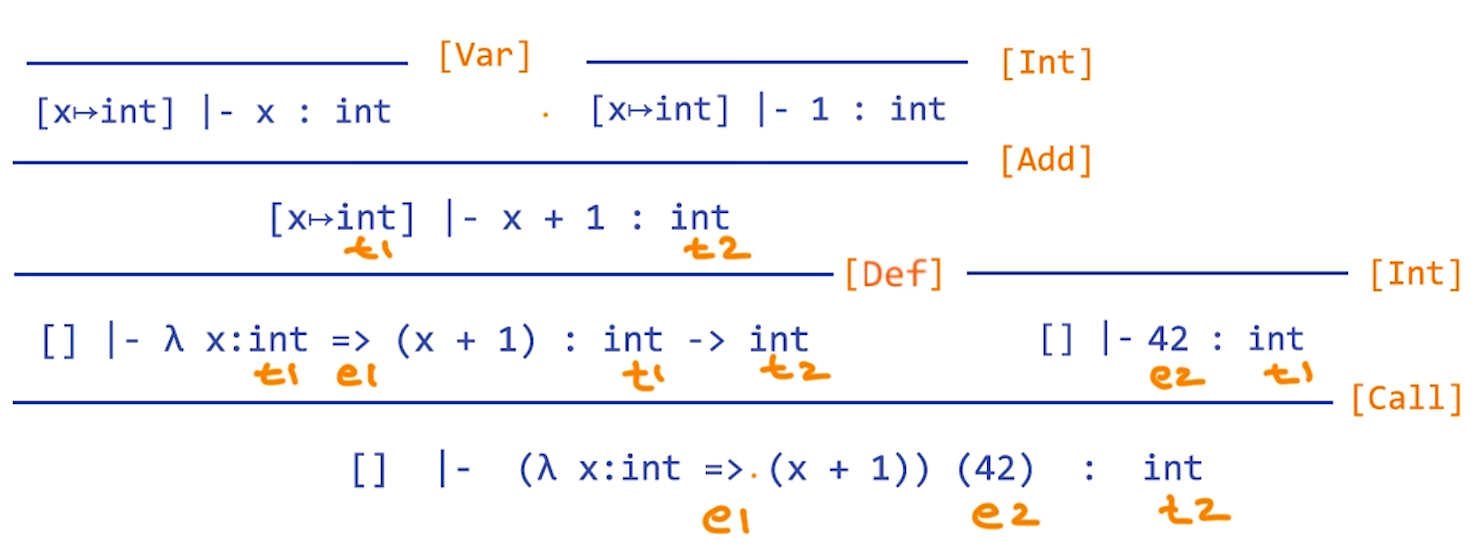 [Var] [Int]
[x↦int] |- x : int [x↦int] |- 1 : int
[Add]
[x↦int] |- x + 1 : int
t1 t2
[Def] [Int]
[] |- λ x:int => (x + 1) : int -> int [] |- 42 : int
t1 e1 t1 t2 e2 t1
[Call]
[] |- (λ x:int => (x + 1)) (42) : int
e1 e2 t2